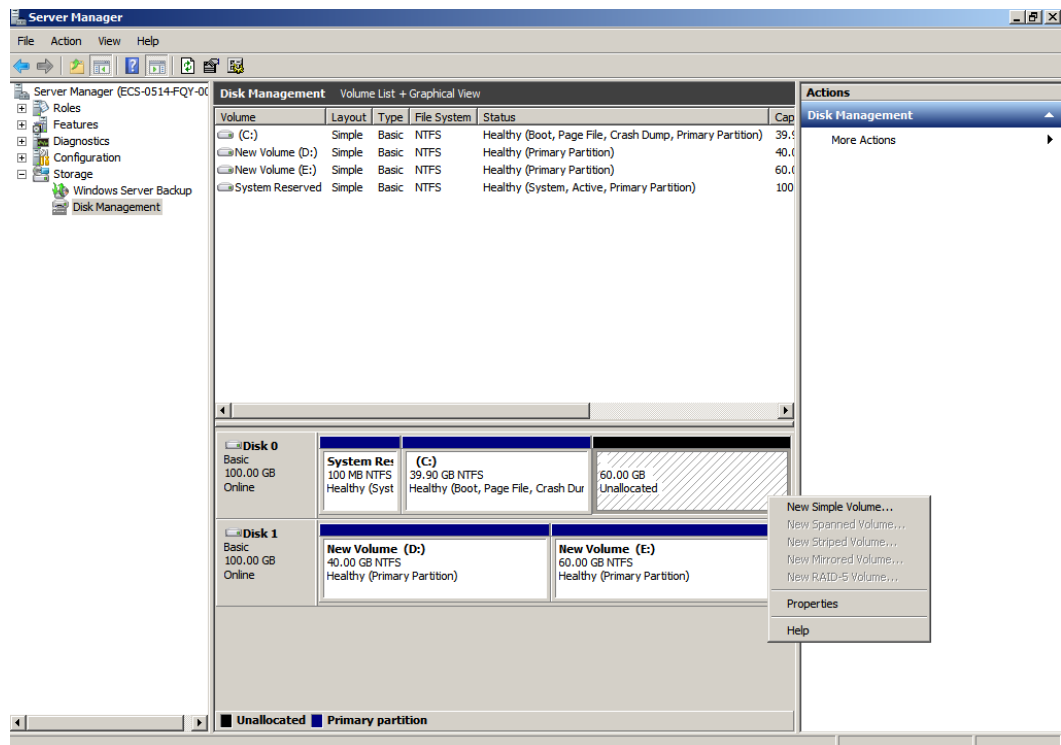 Server Manager
File Action View Help
Server Manager (ECS-0514-FQY-00
Roles
Features
Diagnostics
Configuration
Storage
Windows Server Backup
Disk Management
Disk Management Volume List + Graphical View
Volume Layout Type File System Status Cap
(C:) Simple Basic NTFS Healthy (Boot, Page File, Crash Dump, Primary Partition) 39.9
New Volume (D:) Simple Basic NTFS Healthy (Primary Partition) 40.0
New Volume (E:) Simple Basic NTFS Healthy (Primary Partition) 60.0
System Reserved Simple Basic NTFS Healthy (System, Active, Primary Partition) 100
Disk 0
Basic
100.00 GB
Online
System Res
100 MB NTFS
Healthy (Syst
(C:)
39.90 GB NTFS
Healthy (Boot, Page File, Crash Dur
60.00 GB
Unallocated
Disk 1
Basic
100.00 GB
Online
New Volume (D:)
40.00 GB NTFS
Healthy (Primary Partition)
New Volume (E:)
60.00 GB NTFS
Healthy (Primary Partition)
Unallocated Primary partition
Actions
Disk Management
More Actions
New Simple Volume...
New Spanned Volume...
New Striped Volume...
New Mirrored Volume...
New RAID-5 Volume...
Properties
Help